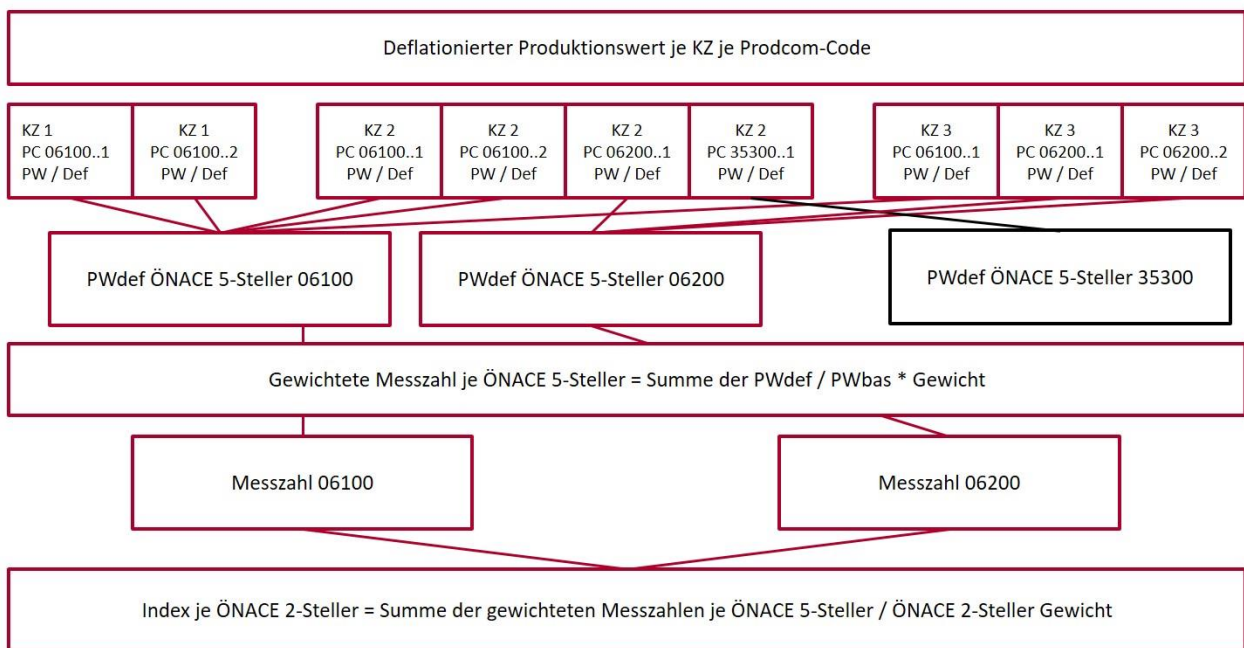 Deflationierter Produktionswert je KZ je Prodcom-Code
KZ 1
PC 06100..1
PW / Def
KZ 1
PC 06100..2
PW / Def
KZ 2
PC 06100..1
PW / Def
KZ 2
PC 06100..2
PW / Def
KZ 2
PC 06200..1
PW / Def
KZ 2
PC 35300..1
PW / Def
KZ 3
PC 06100..1
PW / Def
KZ 3
PC 06200..1
PW / Def
KZ 3
PC 06200..2
PW / Def
PWdef ÖNACE 5-Steller 06100
PWdef ÖNACE 5-Steller 06200
PWdef ÖNACE 5-Steller 35300
Gewichtete Messzahl je ÖNACE 5-Steller = Summe der PWdef / PWbas * Gewicht
Messzahl 06100
Messzahl 06200
Index je ÖNACE 2-Steller = Summe der gewichteten Messzahlen je ÖNACE 5-Steller / ÖNACE 2-Steller Gewicht